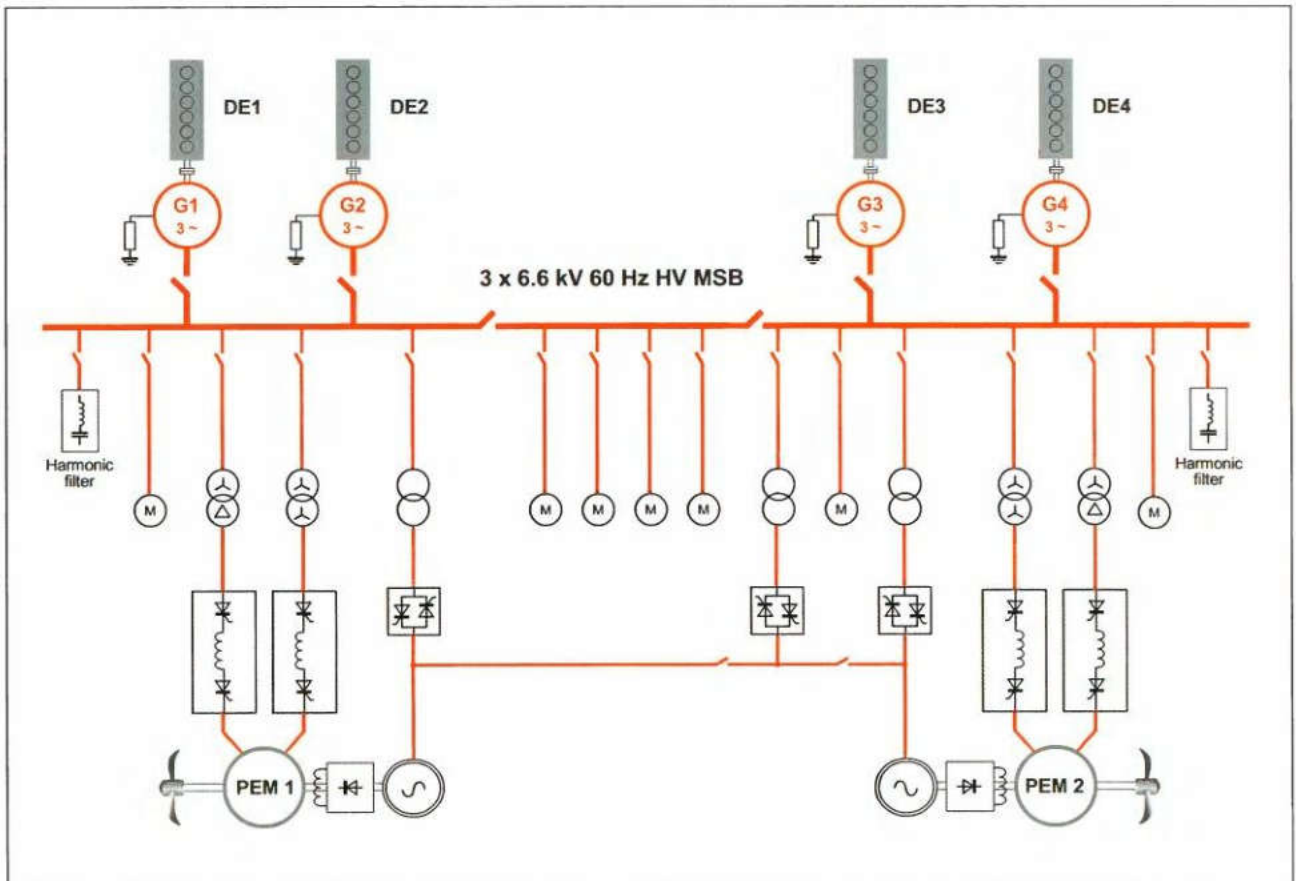 DE1
DE2
DE3
DE4
G1
3 ~
G2
3 ~
G3
3 ~
G4
3 ~
3 x 6.6 kV 60 Hz HV MSB
Harmonic
filter
Harmonic
filter
M
M
M
M
M
M
M
PEM 1
PEM 2